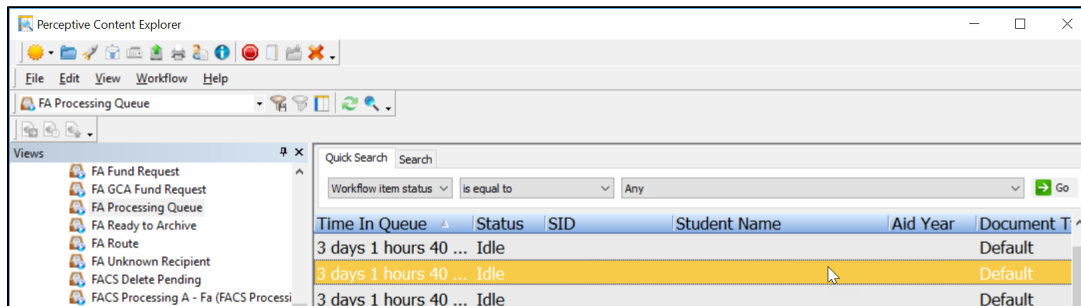 Perceptive Content Explorer
File Edit View Workflow Help
FA Processing Queue
Views
FA Fund Request
FA GCA Fund Request
FA Processing Queue
FA Ready to Archive
FA Route
FA Unknown Recipient
FACS Delete Pending
FACS Processing A - Fa (FACS Processi
Quick Search Search
Workflow item status is equal to Any Go
Time In Queue Status SID Student Name Aid Year Document T
3 days 1 hours 40 ... Idle Default
3 days 1 hours 40 ... Idle Default
3 days 1 hours 40 ... Idle Default